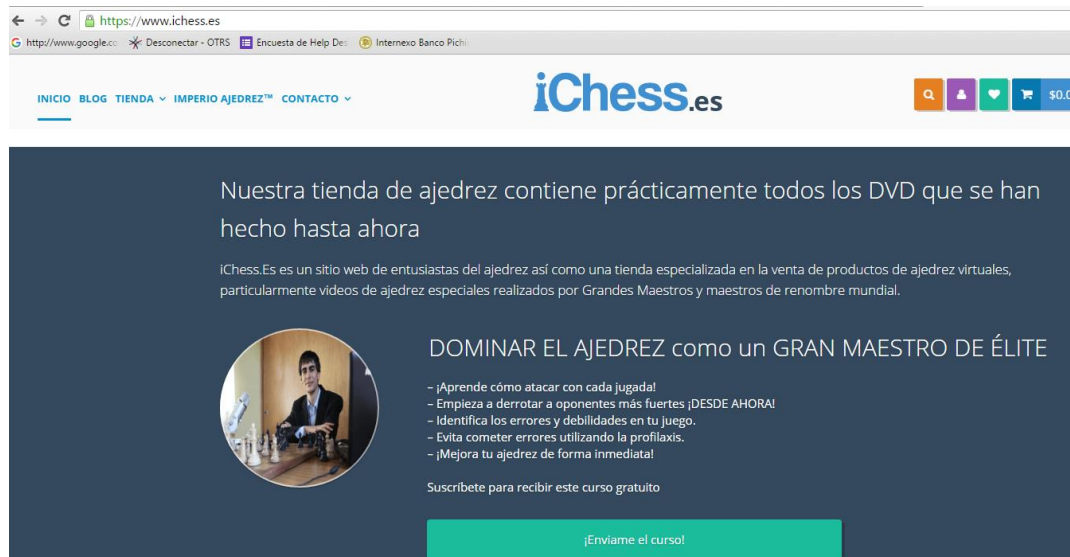 https://www.ichess.es
http://www.google.co Desconectar - OTRS Encuesta de Help De Internexo Banco Pichi
INICIO BLOG TIENDA IMPERIO AJEDREZ™ CONTACTO
iChess.es
$0.0
Nuestra tienda de ajedrez contiene prácticamente todos los DVD que se han
hecho hasta ahora
iChess.Es es un sitio web de entusiastas del ajedrez así como una tienda especializada en la venta de productos de ajedrez virtuales,
particularmente videos de ajedrez especiales realizados por Grandes Maestros y maestros de renombre mundial.
DOMINAR EL AJEDREZ como un GRAN MAESTRO DE ÉLITE
– ¡Aprende cómo atacar con cada jugada!
– Empieza a derrotar a oponentes más fuertes ¡DESDE AHORA!
– Identifica los errores y debilidades en tu juego.
– Evita cometer errores utilizando la profilaxis.
– ¡Mejora tu ajedrez de forma inmediata!
Suscríbete para recibir este curso gratuito
¡Enviame el curso!